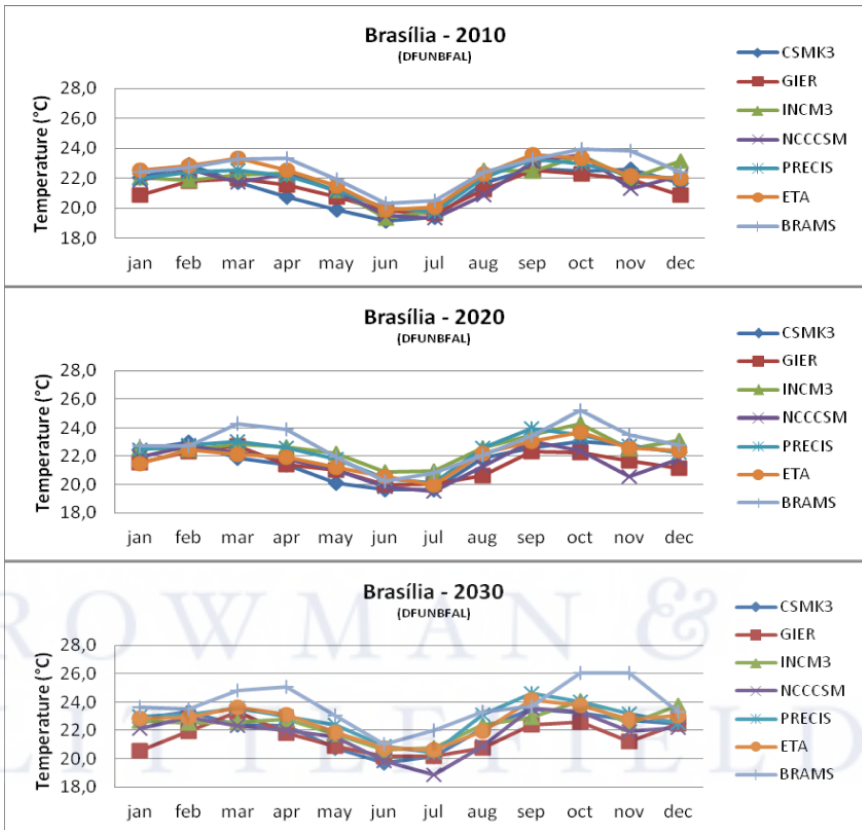 Brasília - 2010
(DFUNBFAL)
Temperature (°C)
28,0
26,0
24,0
22,0
20,0
18,0
jan feb mar apr may jun jul aug sep oct nov dec
CSMK3
GIER
INCM3
NCCCSM
PRECIS
ETA
BRAMS
Brasília - 2020
(DFUNBFAL)
Temperature (°C)
28,0
26,0
24,0
22,0
20,0
18,0
jan feb mar apr may jun jul aug sep oct nov dec
CSMK3
GIER
INCM3
NCCCSM
PRECIS
ETA
BRAMS
Brasília - 2030
(DFUNBFAL)
Temperature (°C)
28,0
26,0
24,0
22,0
20,0
18,0
jan feb mar apr may jun jul aug sep oct nov dec
CSMK3
GIER
INCM3
NCCCSM
PRECIS
ETA
BRAMS
ROWMAN &
LITTLEFIELD